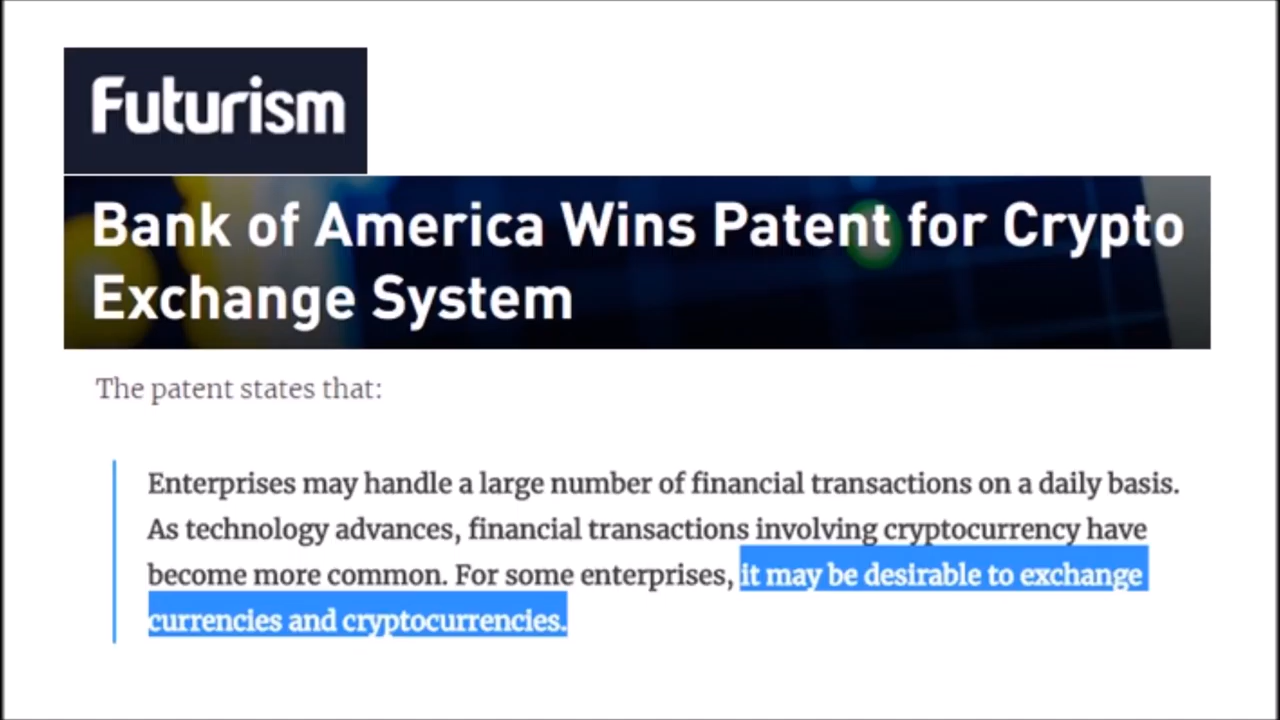 Futurism
Bank of America Wins Patent for Crypto
Exchange System
The patent states that:
Enterprises may handle a large number of financial transactions on a daily basis.
As technology advances, financial transactions involving cryptocurrency have
become more common. For some enterprises, it may be desirable to exchange
currencies and cryptocurrencies.